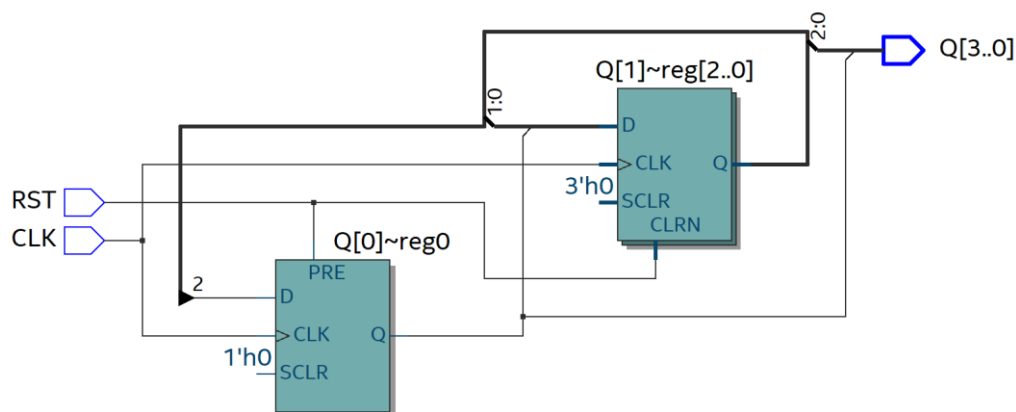 2:0
Q[3..0]
Q[1]~reg[2..0]
1:0
D
CLK
Q
3'h0
SCLR
CLRN
RST
CLK
Q[0]~reg0
PRE
2
D
CLK
Q
1'h0
SCLR